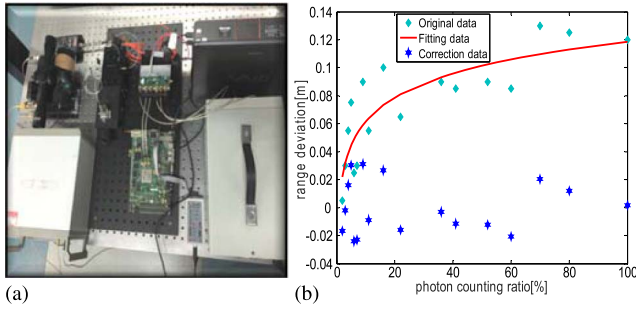 0.14
0.12
0.1
0.08
0.06
0.04
0.02
0
-0.02
-0.04
range deviation[m]
Original data
Fitting data
Correction data
0 20 40 60 80 100
photon counting ratio[%]
(a) (b)